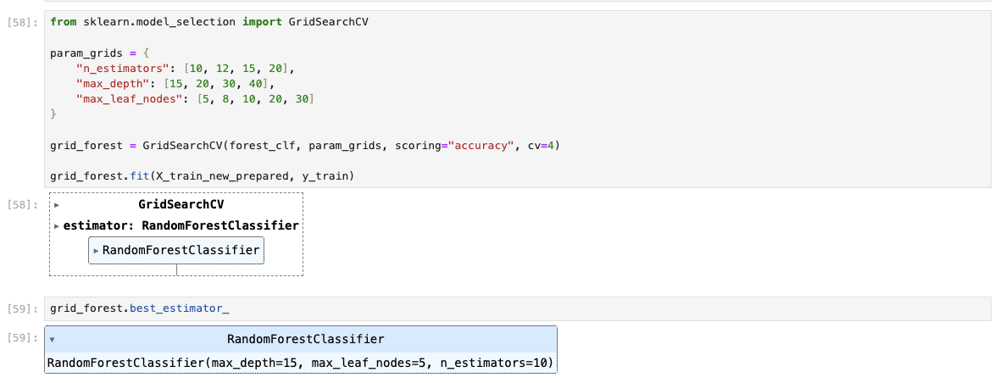 [58]: from sklearn.model_selection import GridSearchCV
param_grids = {
"n_estimators": [10, 12, 15, 20],
"max_depth": [15, 20, 30, 40],
"max_leaf_nodes": [5, 8, 10, 20, 30]
}
grid_forest = GridSearchCV(forest_clf, param_grids, scoring="accuracy", cv=4)
grid_forest.fit(X_train_new_prepared, y_train)
[58]: ▸ GridSearchCV
▸ estimator: RandomForestClassifier
▸ RandomForestClassifier
[59]: grid_forest.best_estimator_
[59]: ▾ RandomForestClassifier
RandomForestClassifier(max_depth=15, max_leaf_nodes=5, n_estimators=10)